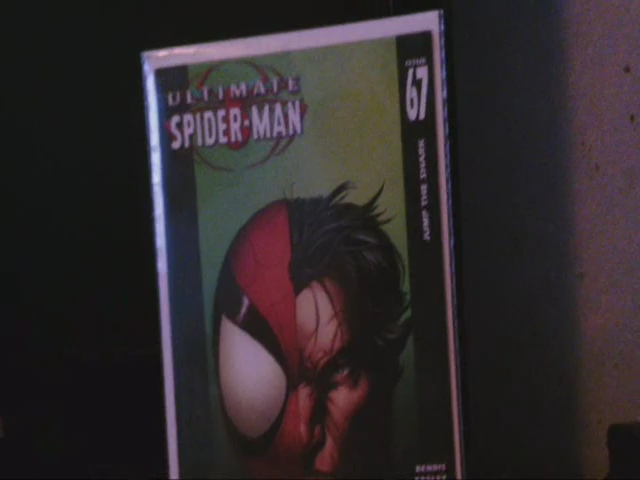 ULTIMATE
SPIDER-MAN
ISSUE
67
JUMP THE SHARK
BENDIS